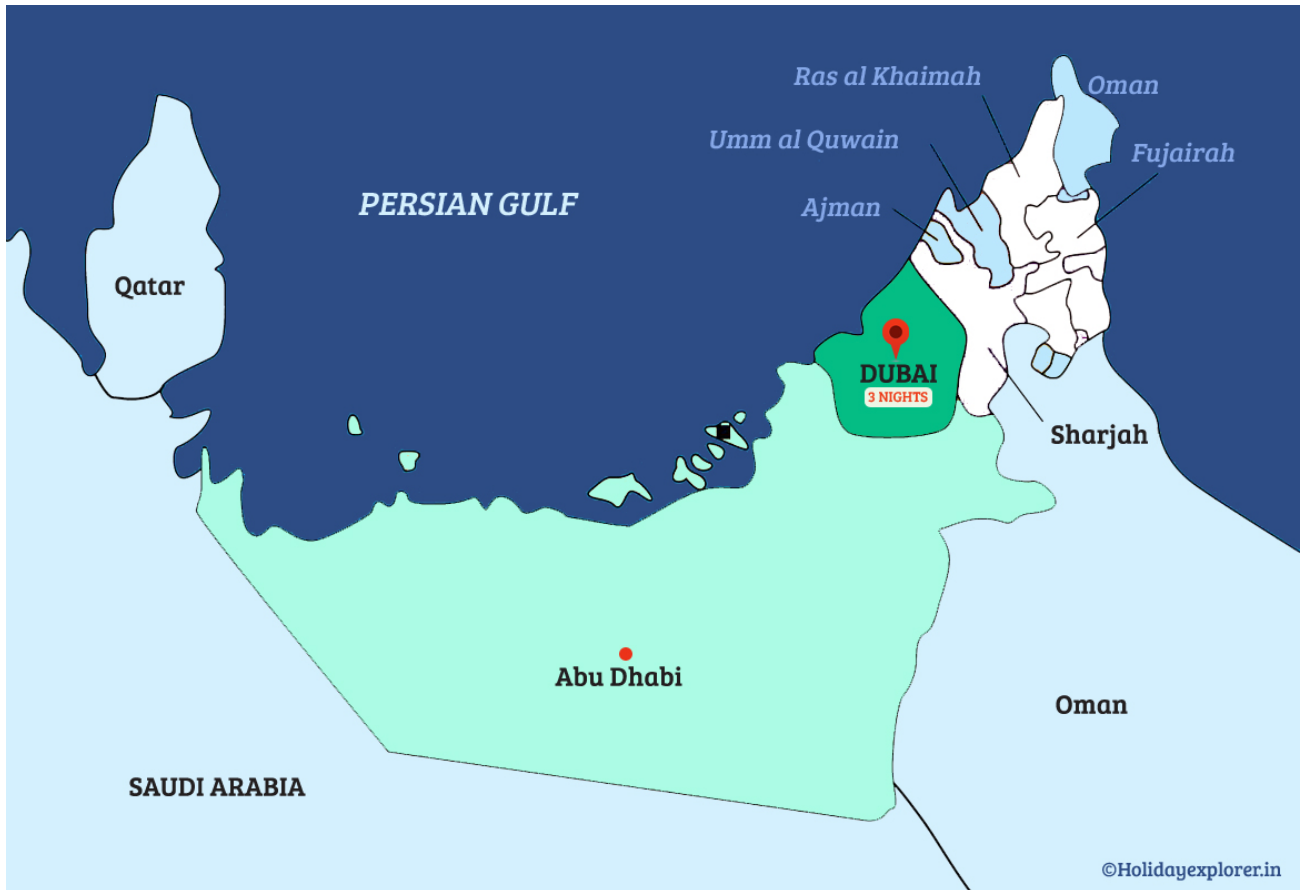 Ras al Khaimah
Oman
Umm al Quwain
Fujairah
PERSIAN GULF
Ajman
Qatar
DUBAI
3 NIGHTS
Sharjah
Abu Dhabi
Oman
SAUDI ARABIA
©Holidayexplorer.in